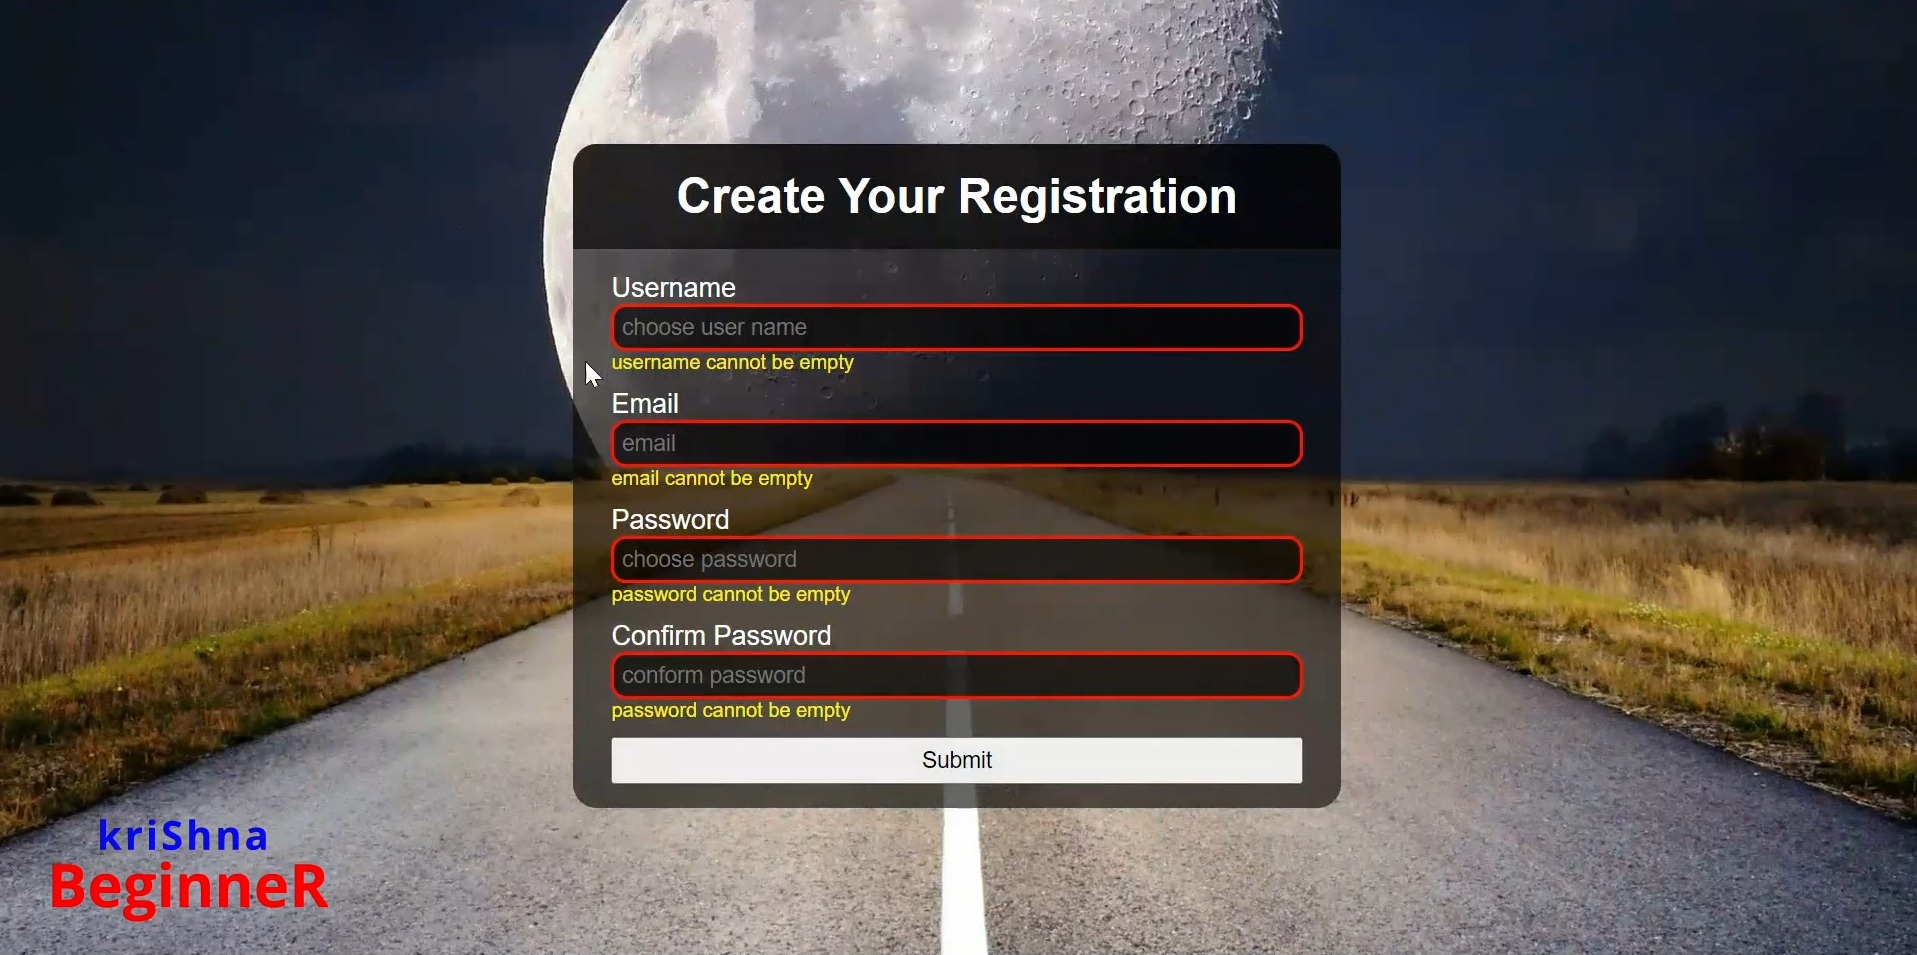 Create Your Registration
Username
choose user name
username cannot be empty
Email
email
email cannot be empty
Password
choose password
password cannot be empty
Confirm Password
conform password
password cannot be empty
Submit
kriShna
BeginneR